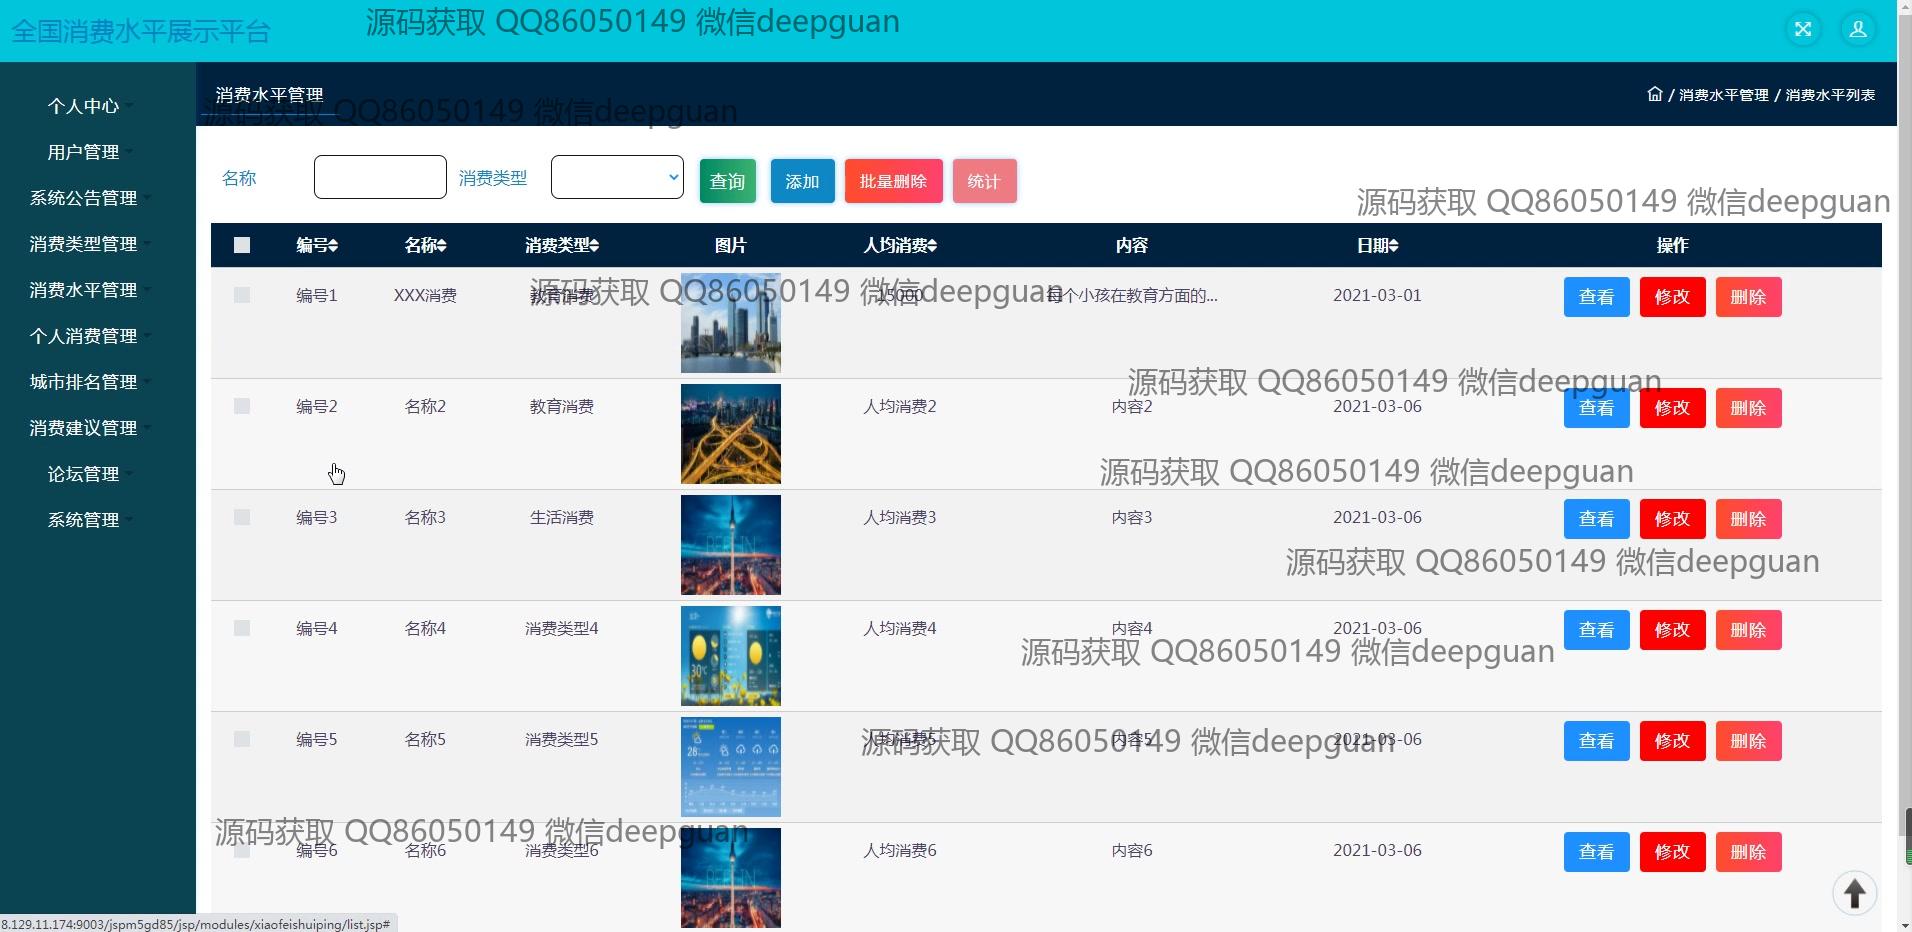 全国消费水平展示平台
源码获取 QQ86050149 微信deepguan
个人中心
用户管理
系统公告管理
消费类型管理
消费水平管理
个人消费管理
城市排名管理
消费建议管理
论坛管理
系统管理
消费水平管理
/ 消费水平管理 / 消费水平列表
源码获取 QQ86050149 微信deepguan
名称 消费类型 查询 添加 批量删除 统计
源码获取 QQ86050149 微信deepguan
编号 名称 消费类型 图片 人均消费 内容 日期 操作
编号1 XXX消费 教育消费 15000 每个小孩在教育方面的... 2021-03-01 查看 修改 删除
源码获取 QQ86050149 微信deepguan
源码获取 QQ86050149 微信deepguan
编号2 名称2 教育消费 人均消费2 内容2 2021-03-06 查看 修改 删除
源码获取 QQ86050149 微信deepguan
编号3 名称3 生活消费 人均消费3 内容3 2021-03-06 查看 修改 删除
BERLIN
源码获取 QQ86050149 微信deepguan
编号4 名称4 消费类型4 人均消费4 内容4 2021-03-06 查看 修改 删除
30℃
源码获取 QQ86050149 微信deepguan
编号5 名称5 消费类型5 人均消费5 内容5 2021-03-06 查看 修改 删除
28°
源码获取 QQ86050149 微信deepguan
源码获取 QQ86050149 微信deepguan
编号6 名称6 消费类型6 人均消费6 内容6 2021-03-06 查看 修改 删除
BERLIN
8.129.11.174:9003/jspm5gd85/jsp/modules/xiaofeishuiping/list.jsp#